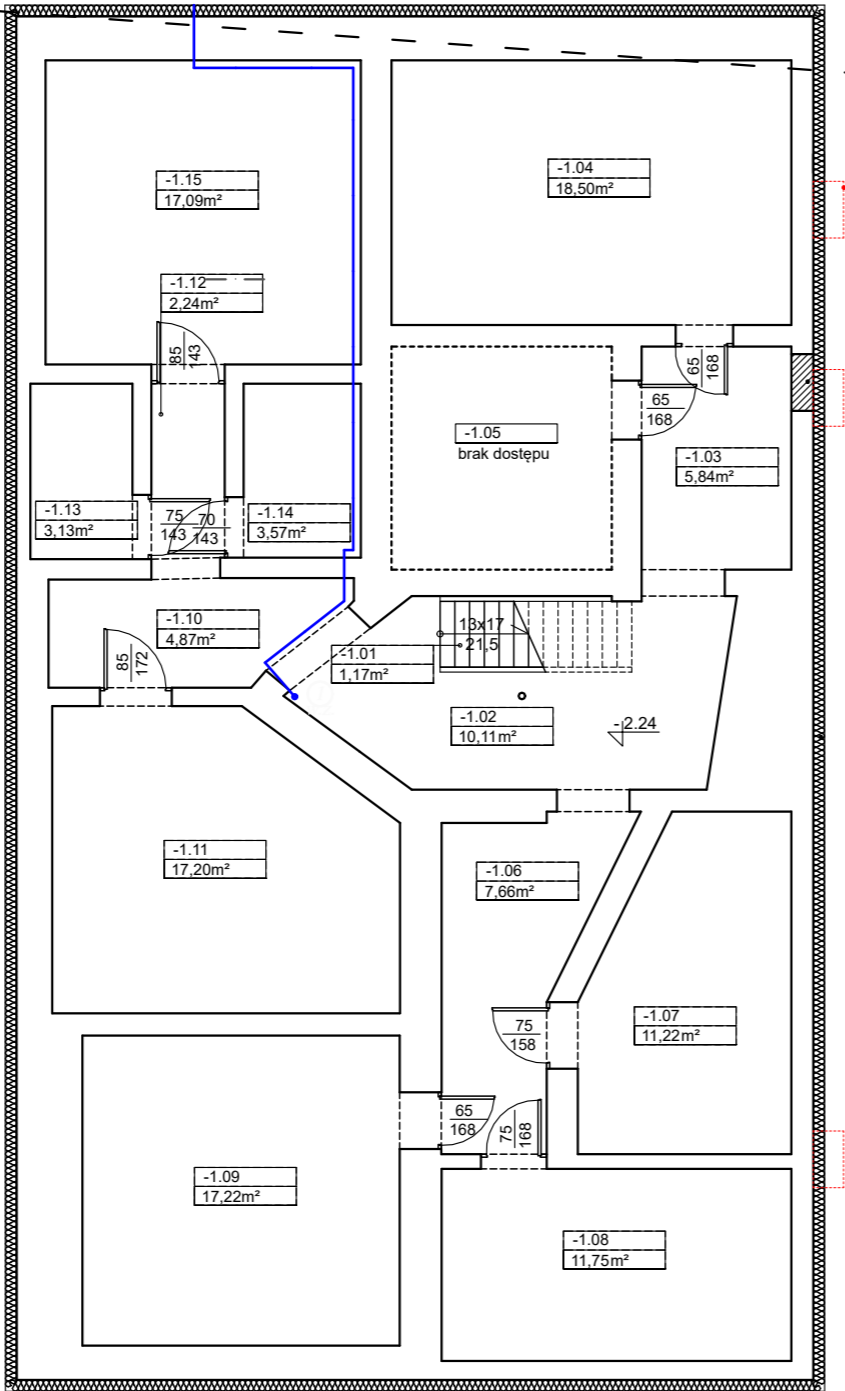 -1.15
17,09m²
-1.04
18,50m²
-1.12
2,24m²
85
143
65
168
65
168
-1.05
brak dostępu
-1.03
5,84m²
-1.13
3,13m²
75
143
70
143
-1.14
3,57m²
-1.10
4,87m²
85
172
-1.01
1,17m²
13x17
21,5
-1.02
10,11m²
-2.24
-1.11
17,20m²
-1.06
7,66m²
75
158
-1.07
11,22m²
65
168
75
168
-1.09
17,22m²
-1.08
11,75m²